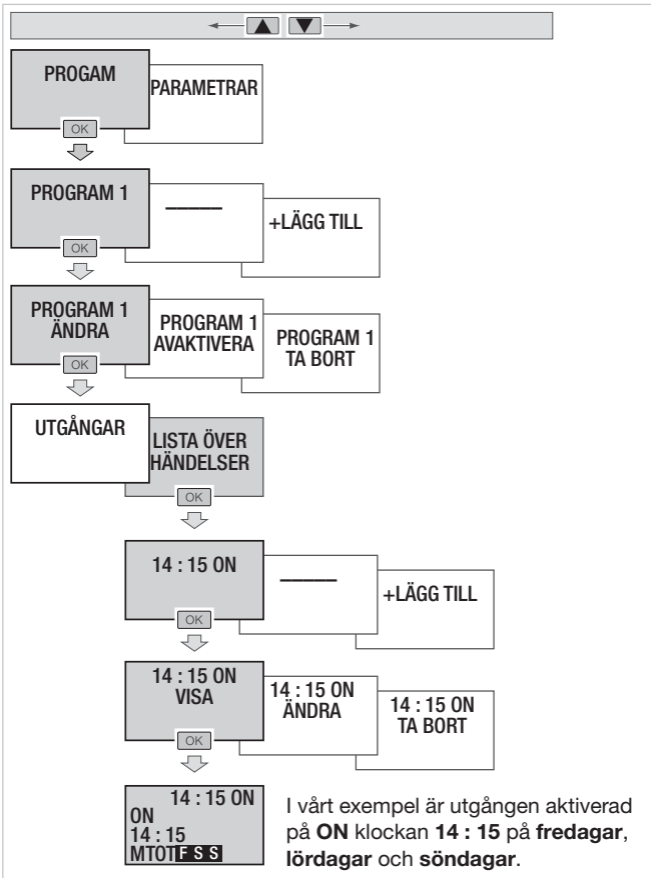 PROGAM
PARAMETRAR
OK
PROGRAM 1
-----
+LÄGG TILL
OK
PROGRAM 1
ÄNDRA
PROGRAM 1
AVAKTIVERA
PROGRAM 1
TA BORT
OK
UTGÅNGAR
LISTA ÖVER
HÄNDELSER
OK
14 : 15 ON
-----
+LÄGG TILL
OK
14 : 15 ON
VISA
14 : 15 ON
ÄNDRA
14 : 15 ON
TA BORT
OK
14 : 15 ON
ON
14 : 15
MTOTF S S
I vårt exempel är utgången aktiverad
på ON klockan 14 : 15 på fredagar,
lördagar och söndagar.